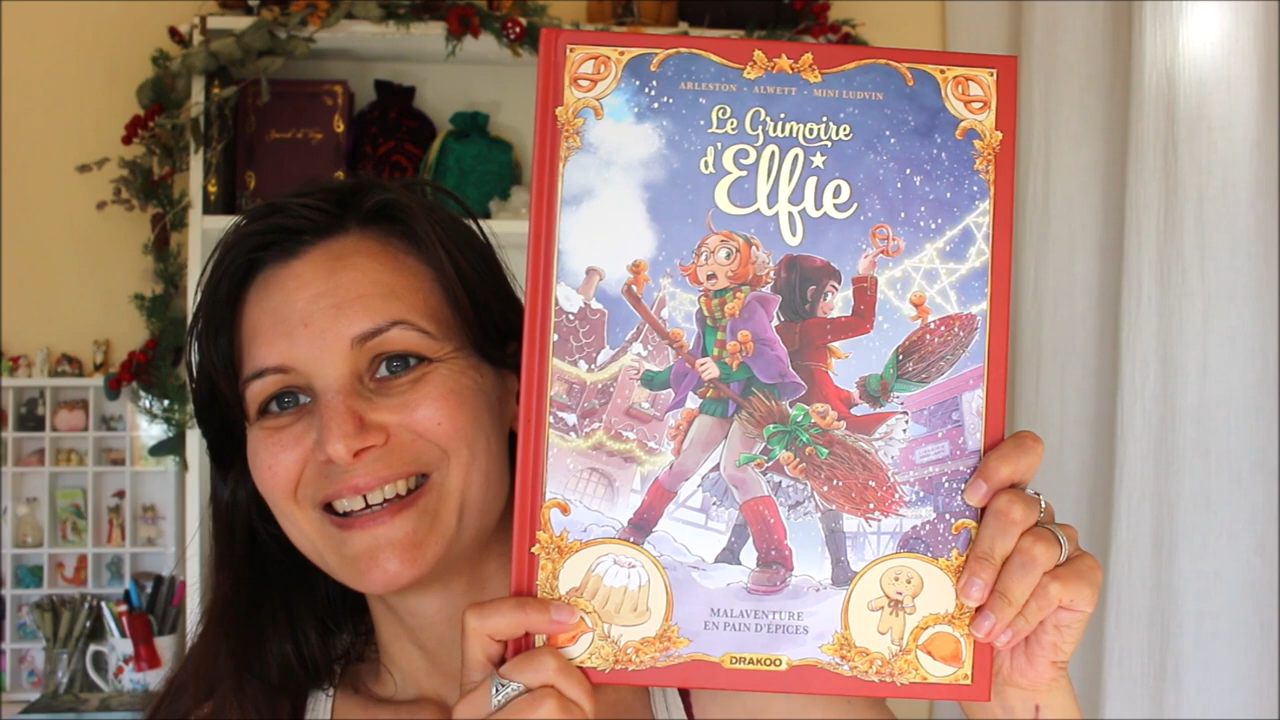 ARLESTON - ALWETT - MINI LUDVIN
Le Grimoire
d'Elfie
MALAVENTURE
EN PAIN D'ÉPICES
DRAKOO